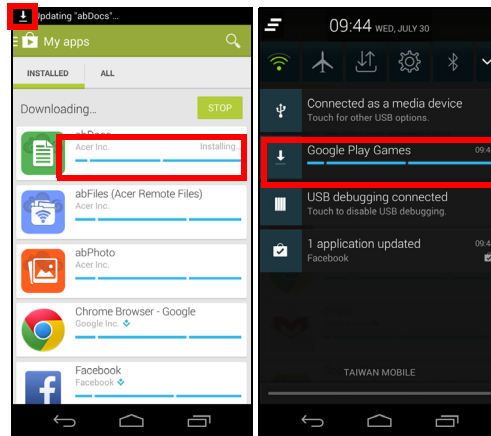 Updating "abDocs"...
My apps
INSTALLED ALL
Downloading... STOP
abDocs
Acer Inc. Installing...
abFiles (Acer Remote Files)
Acer Inc.
abPhoto
Acer Inc.
Chrome Browser - Google
Google Inc.
Facebook
Facebook
09:44 WED, JULY 30
Connected as a media device
Touch for other USB options.
Google Play Games 09:4
USB debugging connected
Touch to disable USB debugging.
1 application updated 09:4
Facebook
TAIWAN MOBILE